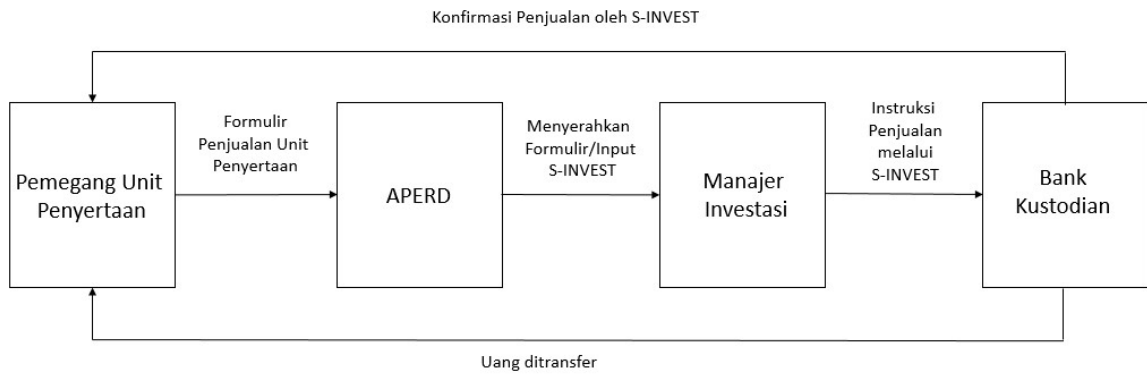 Konfirmasi Penjualan oleh S-INVEST
Pemegang Unit
Penyertaan
Formulir
Penjualan Unit
Penyertaan
APERD
Menyerahkan
Formulir/Input
S-INVEST
Manajer
Investasi
Instruksi
Penjualan
melalui
S-INVEST
Bank
Kustodian
Uang ditransfer